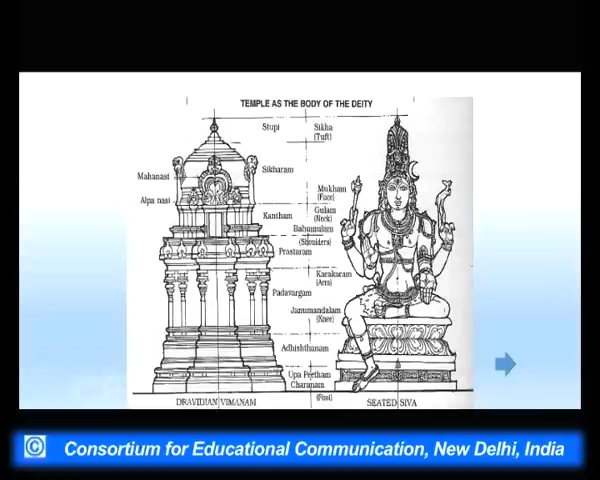 TEMPLE AS THE BODY OF THE DEITY
Stupi
Sikha
(Tuft)
Mahanasi
Sikharam
Alpa nasi
Mukham
(Face)
Kantham
Gulam
(Neck)
Bahumulam
(Shoulders)
Prastaram
Karakaram
(Arm)
Padavargam
Janumandalam
(Knee)
Adhishthanam
Upa Peetham
Charanam
(Foot)
DRAVIDIAN VIMANAM
SEATED SIVA
© Consortium for Educational Communication, New Delhi, India